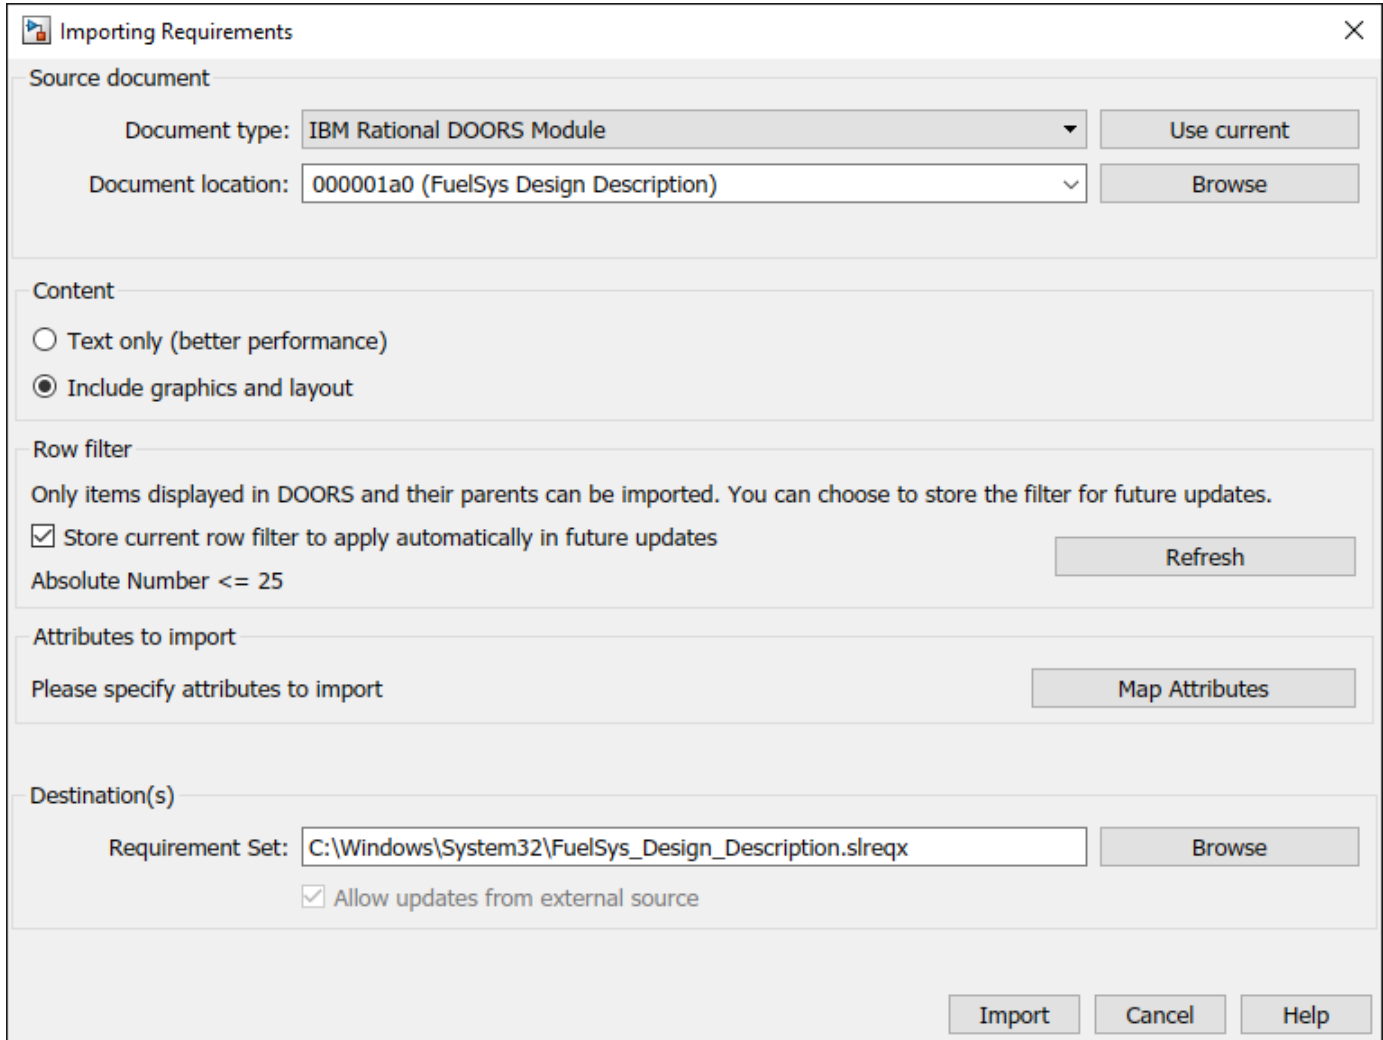 Importing Requirements
Source document
Document type: IBM Rational DOORS Module Use current
Document location: 000001a0 (FuelSys Design Description) Browse
Content
Text only (better performance)
Include graphics and layout
Row filter
Only items displayed in DOORS and their parents can be imported. You can choose to store the filter for future updates.
Store current row filter to apply automatically in future updates
Refresh
Absolute Number <= 25
Attributes to import
Please specify attributes to import Map Attributes
Destination(s)
Requirement Set: C:\Windows\System32\FuelSys_Design_Description.slreqx Browse
Allow updates from external source
Import Cancel Help